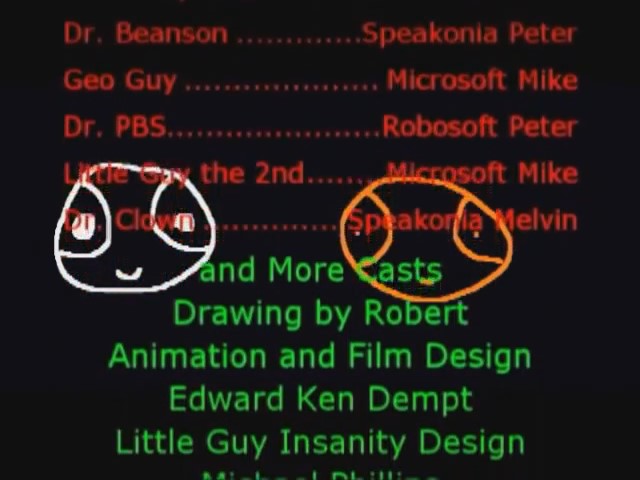 Dr. Beanson .............Speakonia Peter
Geo Guy .................... Microsoft Mike
Dr. PBS......................Robosoft Peter
Little Guy the 2nd........Microsoft Mike
Dr. Clown ..............Speakonia Melvin
and More Casts
Drawing by Robert
Animation and Film Design
Edward Ken Dempt
Little Guy Insanity Design
Michael